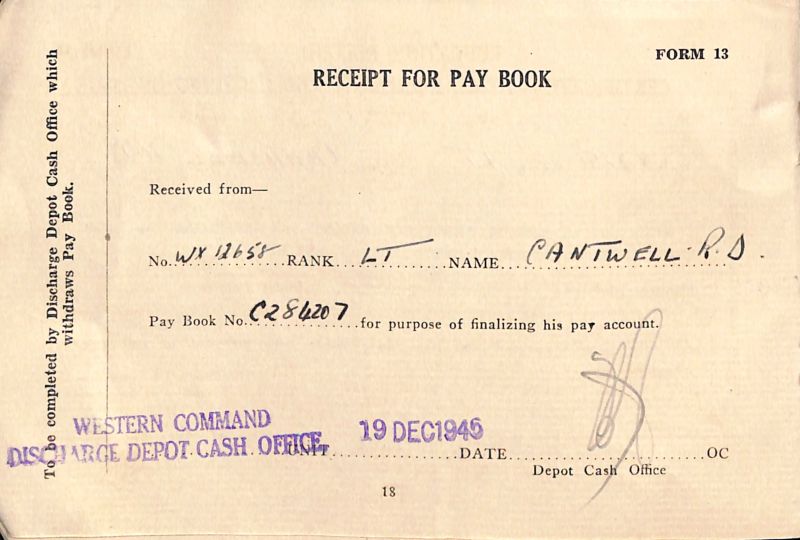 FORM 13
RECEIPT FOR PAY BOOK
To be completed by Discharge Depot Cash Office which
withdraws Pay Book.
Received from—
No. WX 12658 RANK LT NAME CANTWELL. R. D.
Pay Book No. C284207 for purpose of finalizing his pay account.
WESTERN COMMAND
DISCHARGE DEPOT CASH OFFICE,
19 DEC 1945
UNIT DATE OC
Depot Cash Office
18